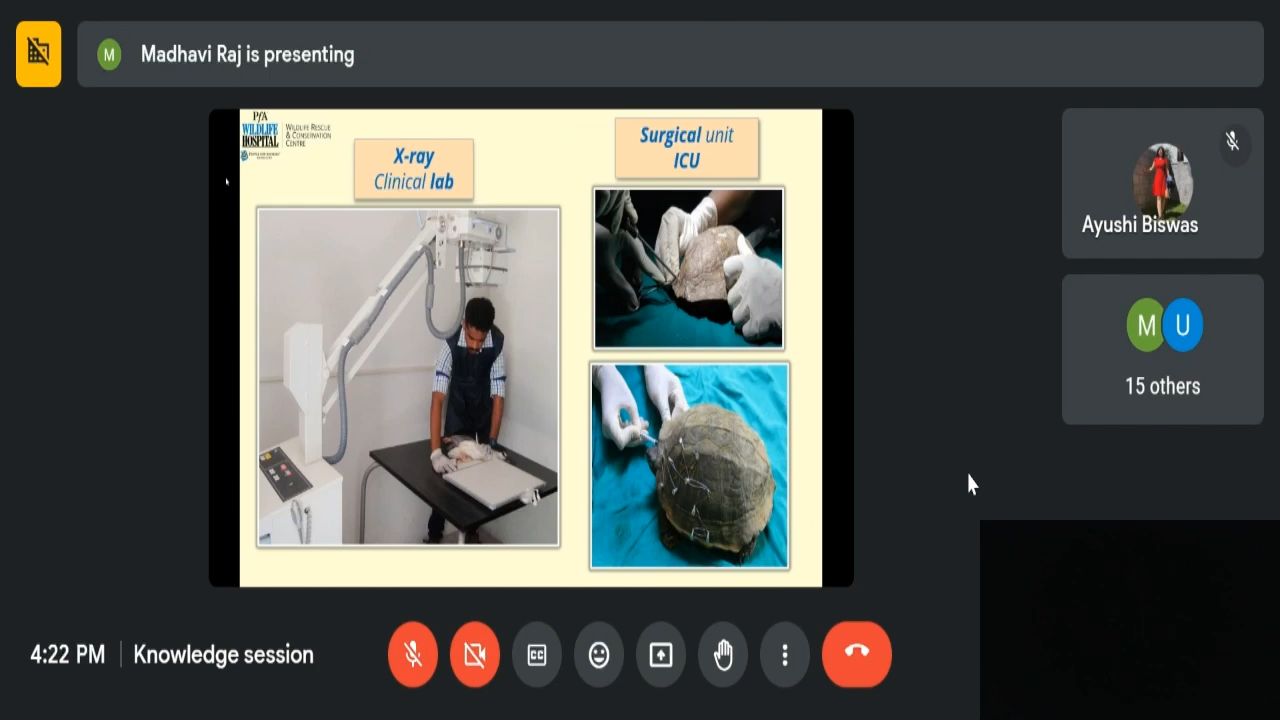 M
Madhavi Raj is presenting
PfA
WILDLIFE
HOSPITAL
WILDLIFE RESCUE
& CONSERVATION
CENTRE
X-ray
Clinical lab
Surgical unit
ICU
Ayushi Biswas
M U
15 others
4:22 PM | Knowledge session
CC